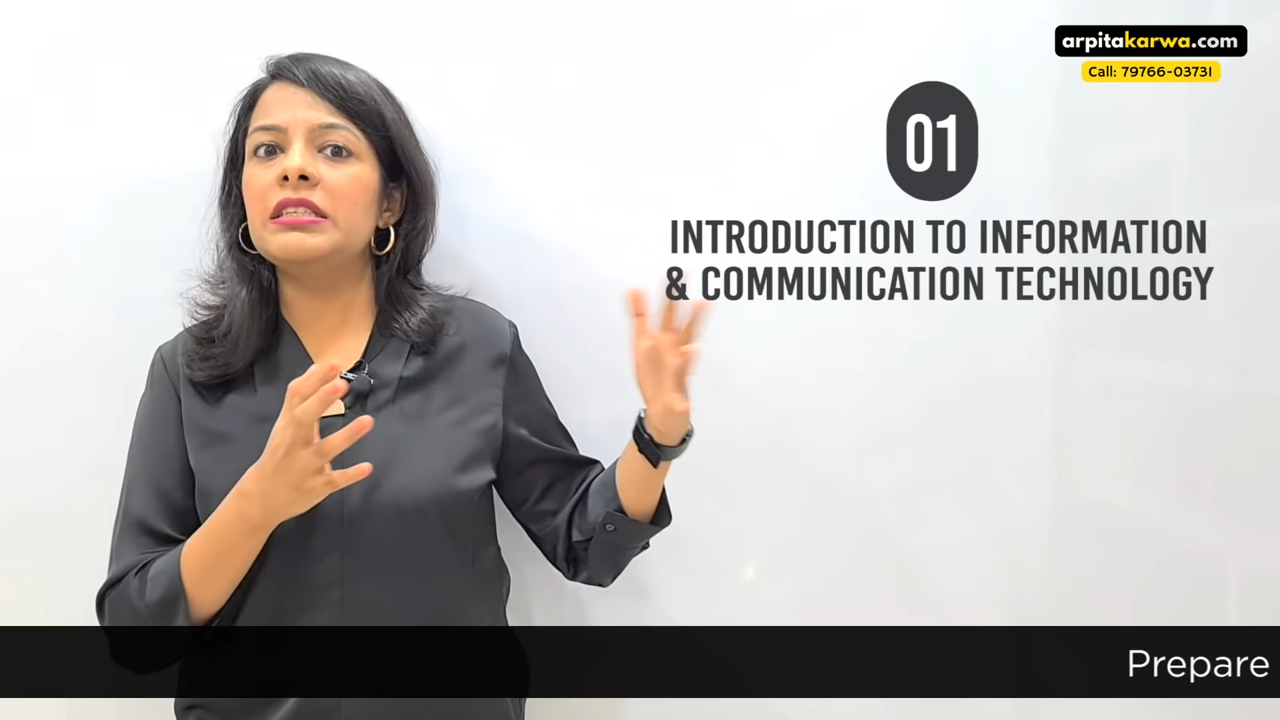 arpitakarwa.com
Call: 79766-03731
01
INTRODUCTION TO INFORMATION
& COMMUNICATION TECHNOLOGY
Prepare